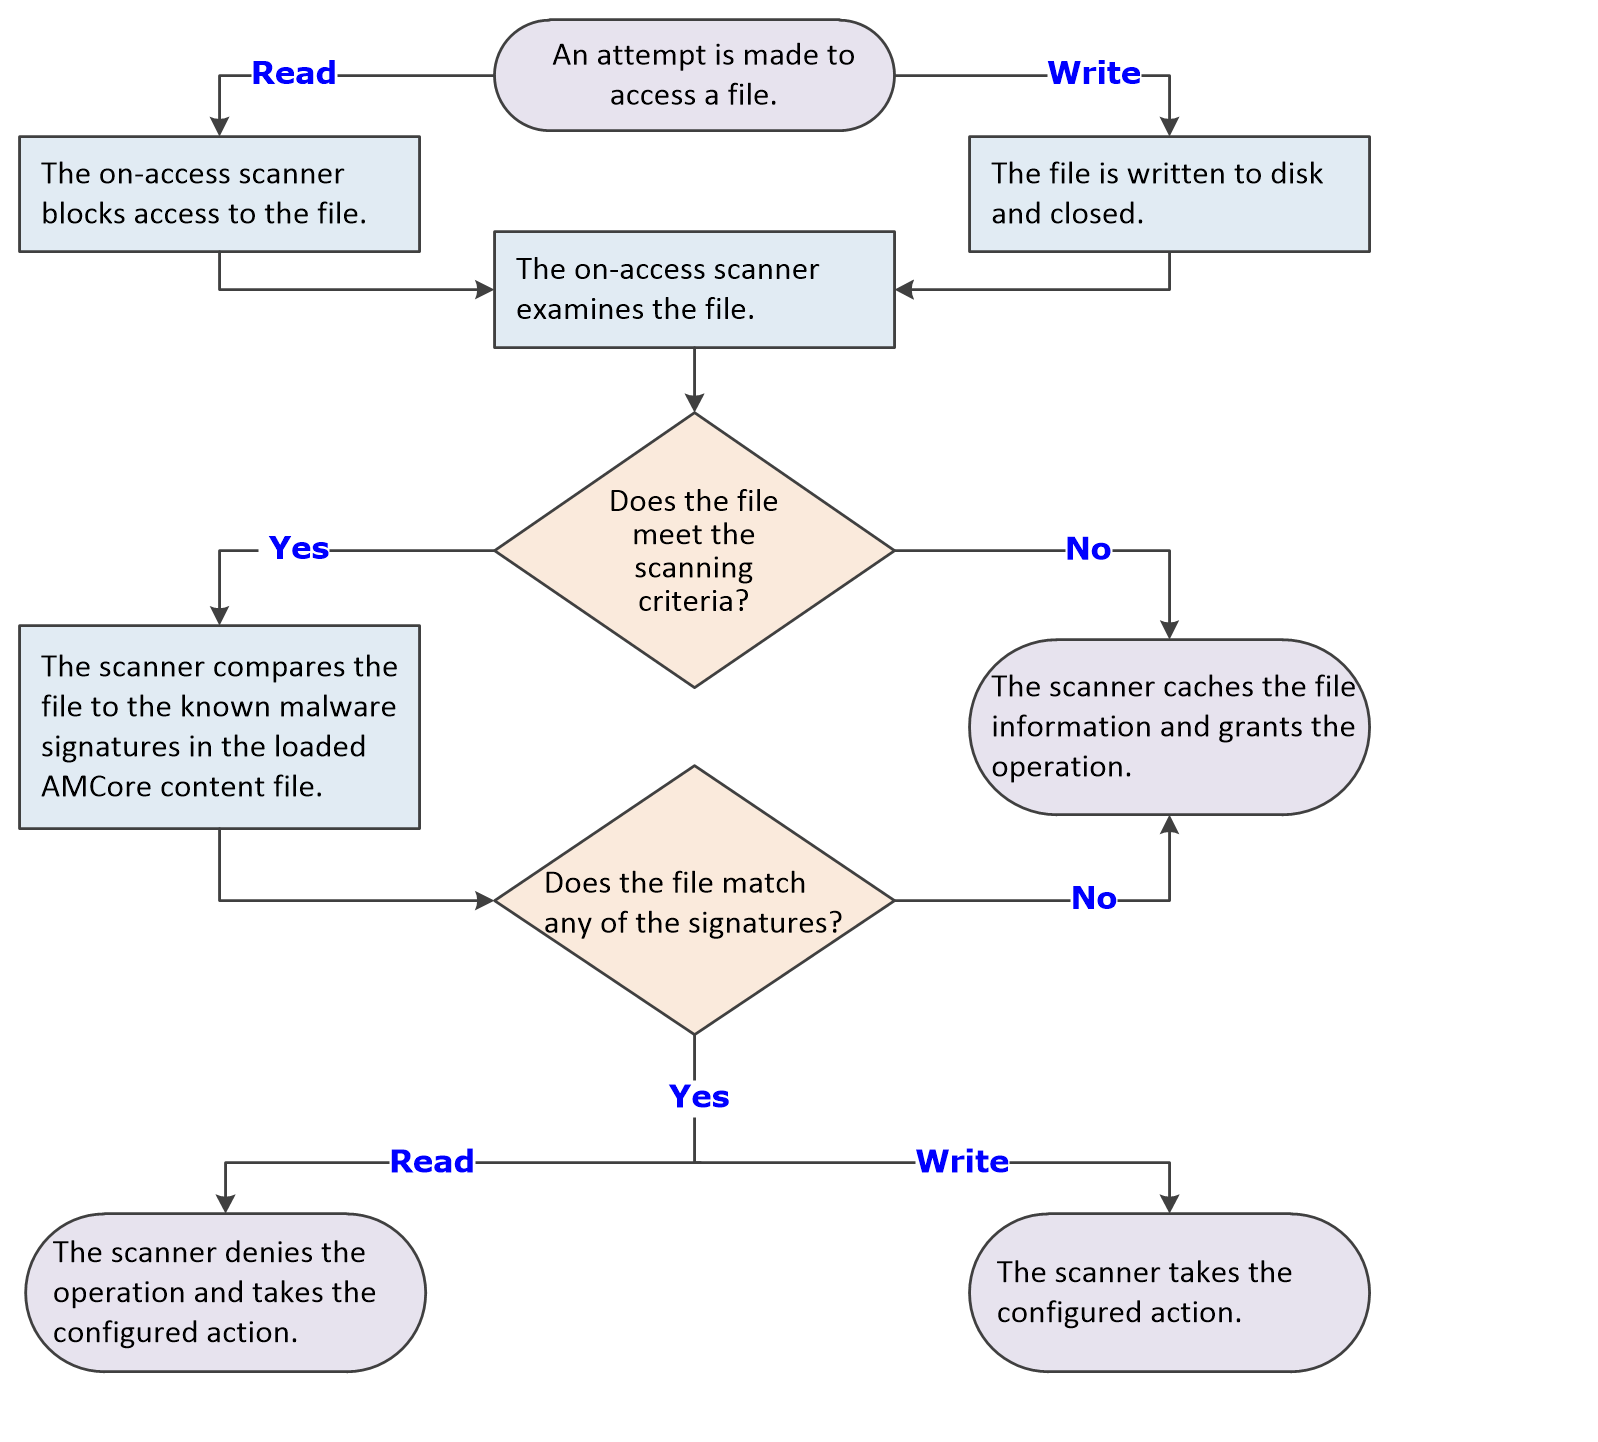 An attempt is made to
access a file.
Read
Write
The on-access scanner
blocks access to the file.
The file is written to disk
and closed.
The on-access scanner
examines the file.
Does the file
meet the
scanning
criteria?
Yes
No
The scanner compares the
file to the known malware
signatures in the loaded
AMCore content file.
The scanner caches the file
information and grants the
operation.
Does the file match
any of the signatures?
No
Yes
Read
Write
The scanner denies the
operation and takes the
configured action.
The scanner takes the
configured action.